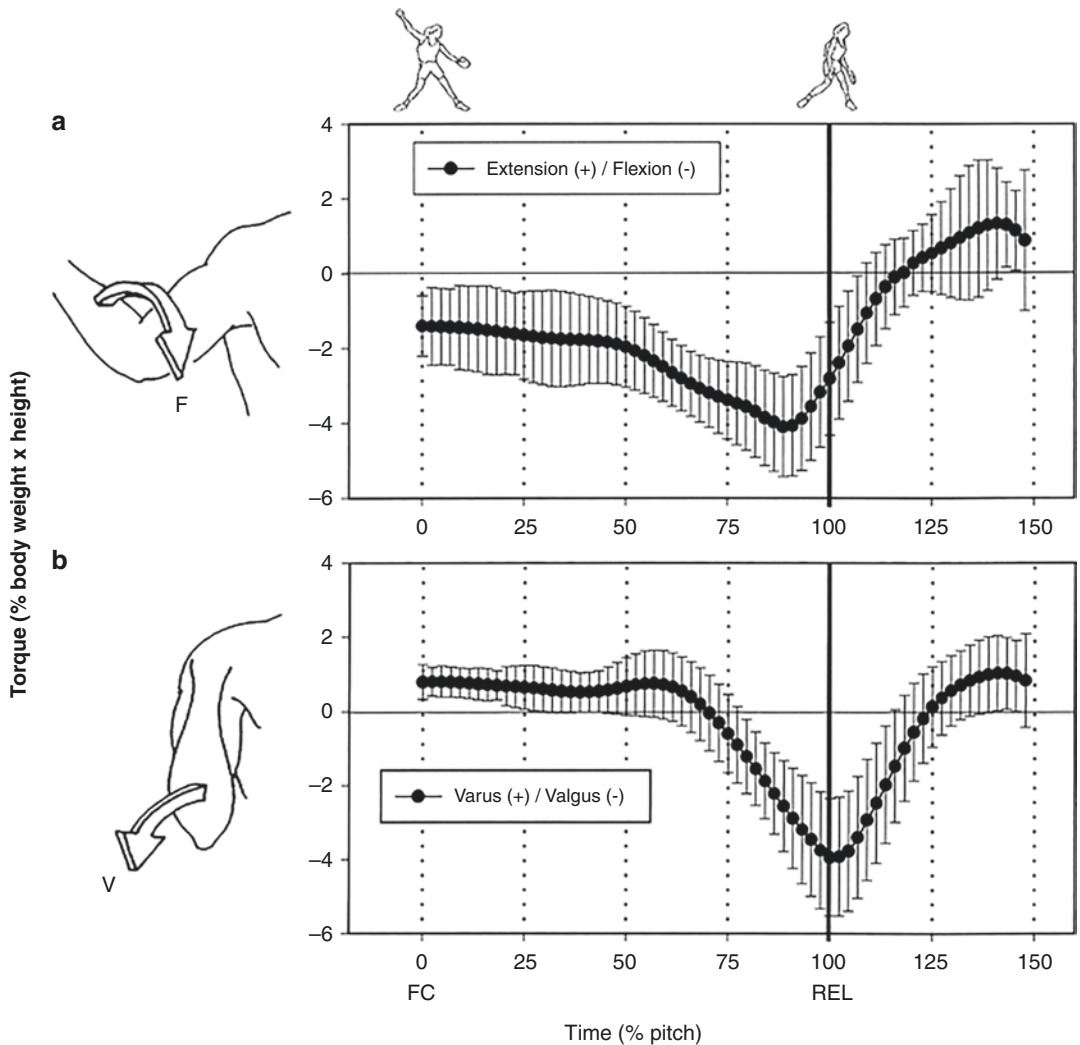 a
Extension (+) / Flexion (-)
4
2
0
–2
–4
–6
0 25 50 75 100 125 150
F
Torque (% body weight x height)
b
Varus (+) / Valgus (-)
4
2
0
–2
–4
–6
V
0 25 50 75 100 125 150
FC REL
Time (% pitch)